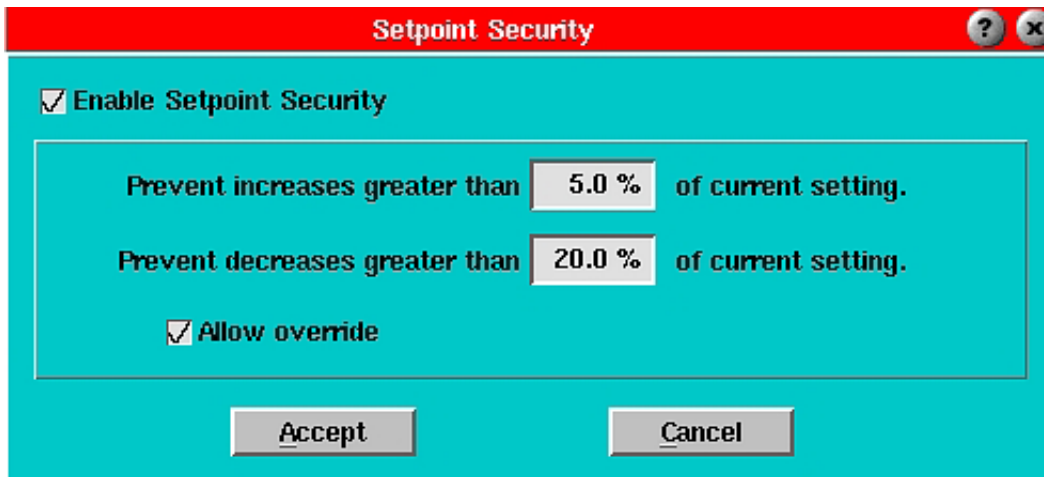 Setpoint Security ? x
Enable Setpoint Security
Prevent increases greater than 5.0 % of current setting.
Prevent decreases greater than 20.0 % of current setting.
Allow override
Accept Cancel